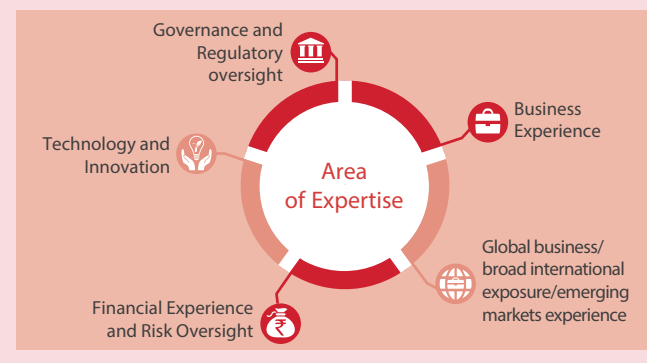 Governance and
Regulatory
oversight
Business
Experience
Technology and
Innovation
Area
of Expertise
Global business/
broad international
exposure/emerging
markets experience
Financial Experience
and Risk Oversight
₹